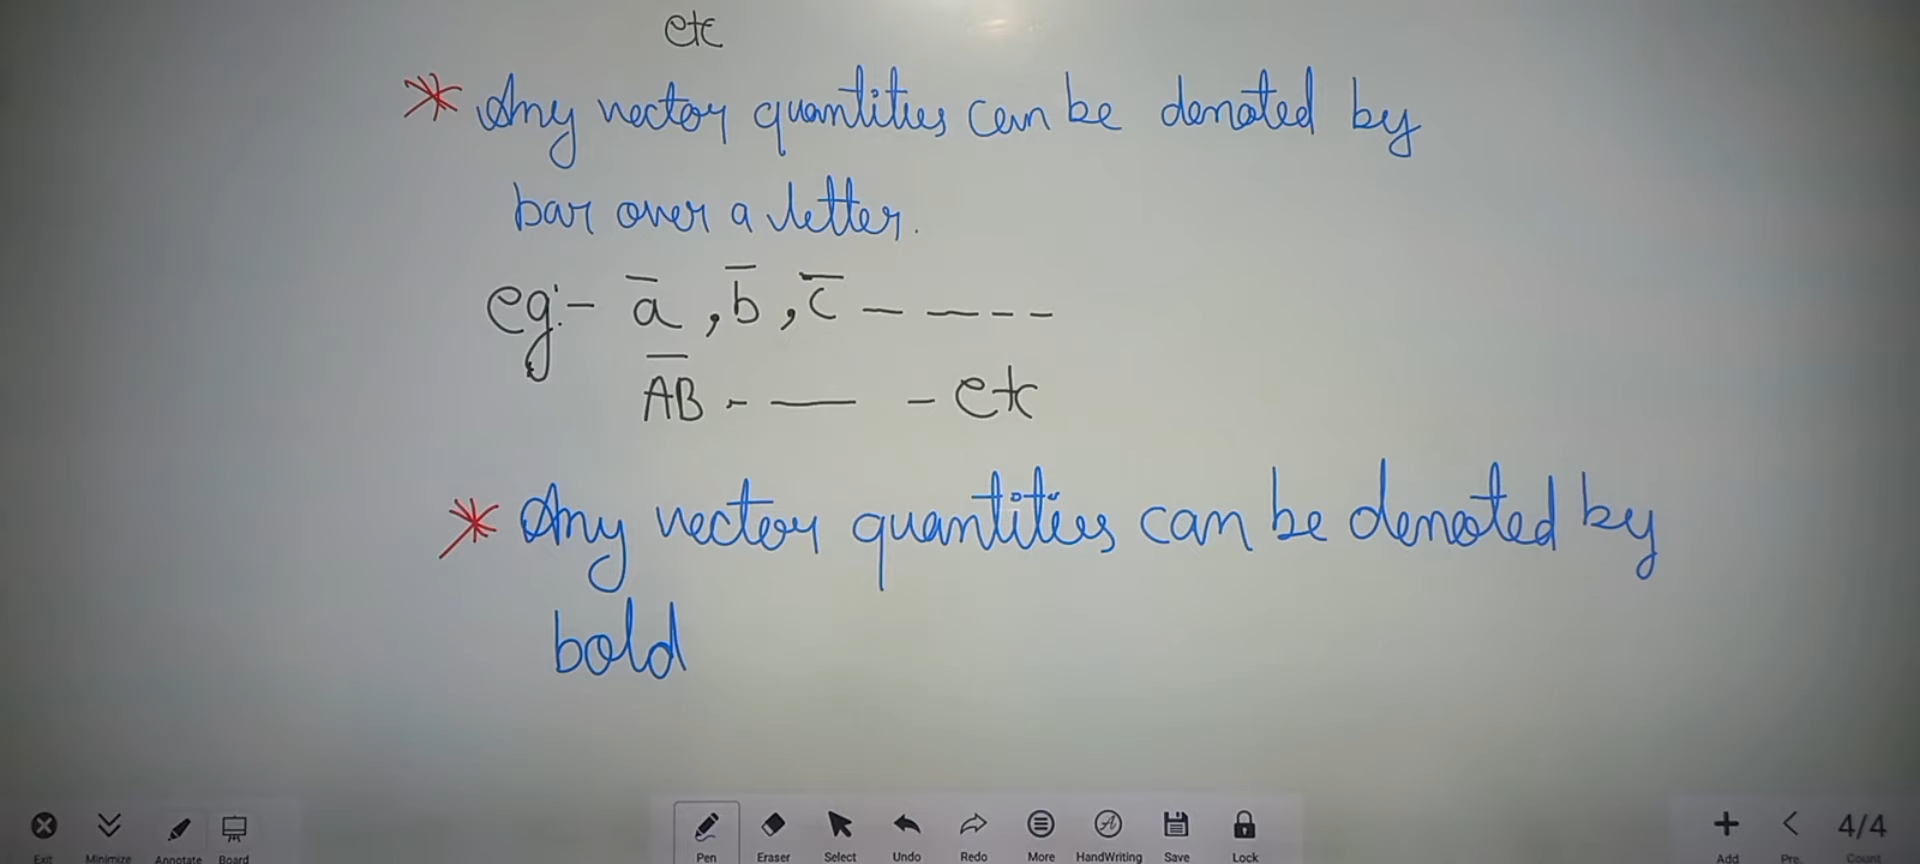 etc
* Any vector quantities can be denoted by
bar over a letter.
eg:- a̅ , b̅ , c̅ - - - - -
A̅B̅ - - - etc
* Any vector quantities can be denoted by
bold
Exit Minimize Annotate Board Pen Eraser Select Undo Redo More HandWriting Save Lock Add Pre 4/4 Count